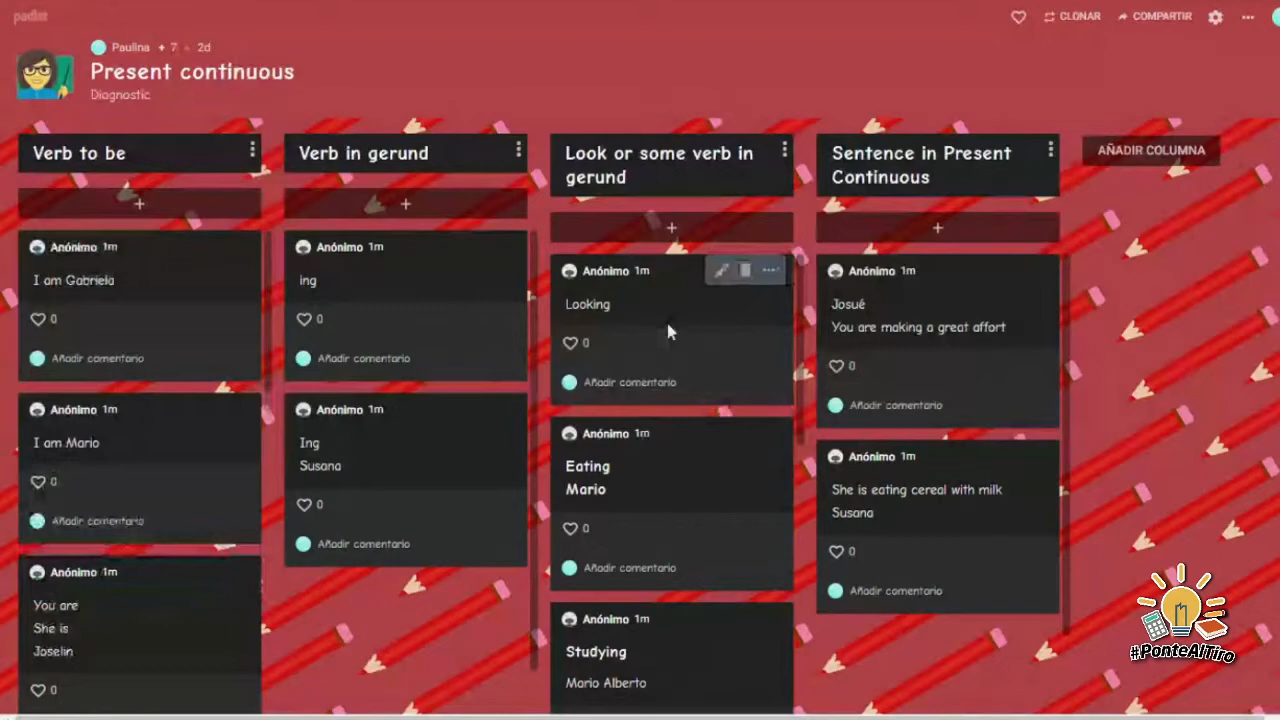 padlet
CLONAR
COMPARTIR
Paulina + 7 • 2d
Present continuous
Diagnostic
Verb to be
+
Anónimo 1m
I am Gabriela
0
Añadir comentario
Anónimo 1m
I am Mario
0
Añadir comentario
Anónimo 1m
You are
She is
Joselin
0
Verb in gerund
+
Anónimo 1m
ing
0
Añadir comentario
Anónimo 1m
Ing
Susana
0
Añadir comentario
Look or some verb in
gerund
+
Anónimo 1m
Looking
0
Añadir comentario
Anónimo 1m
Eating
Mario
0
Añadir comentario
Anónimo 1m
Studying
Mario Alberto
Sentence in Present
Continuous
+
Anónimo 1m
Josué
You are making a great affort
0
Añadir comentario
Anónimo 1m
She is eating cereal with milk
Susana
0
Añadir comentario
AÑADIR COLUMNA
#PonteAlTiro